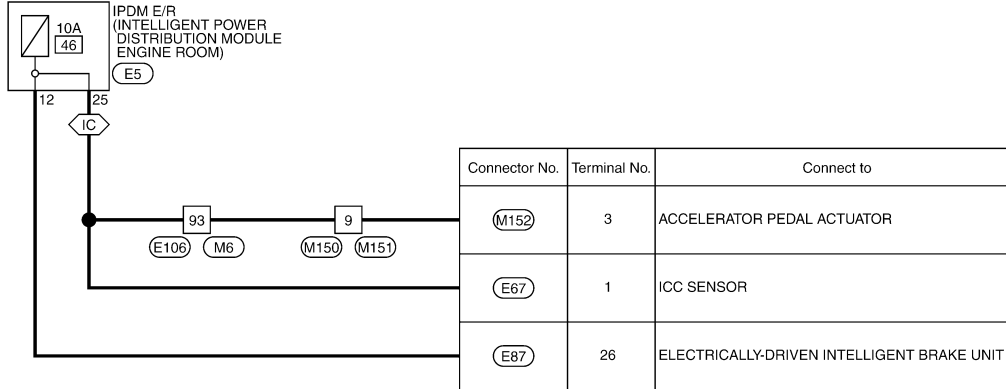 10A
46
IPDM E/R
(INTELLIGENT POWER
DISTRIBUTION MODULE
ENGINE ROOM)
E5
12
25
IC
93
9
E106
M6
M150
M151
Connector No. Terminal No. Connect to
M152 3 ACCELERATOR PEDAL ACTUATOR
E67 1 ICC SENSOR
E87 26 ELECTRICALLY-DRIVEN INTELLIGENT BRAKE UNIT